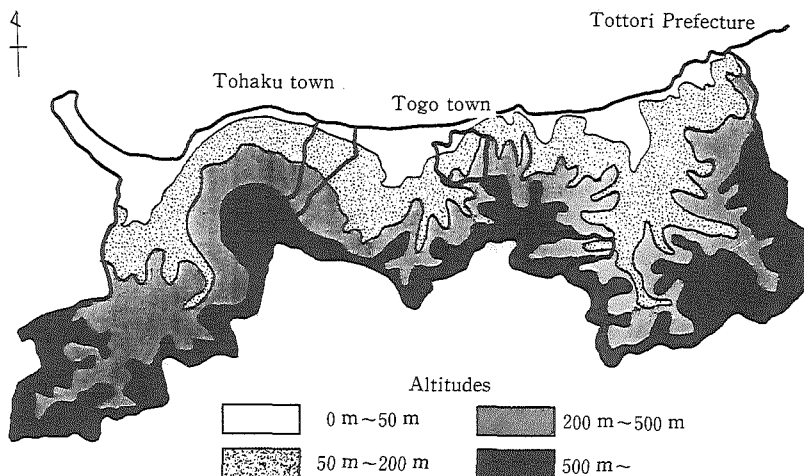 Tottori Prefecture
Tohaku town
Togo town
Altitudes
0 m~50 m
200 m~500 m
50 m~200 m
500 m~